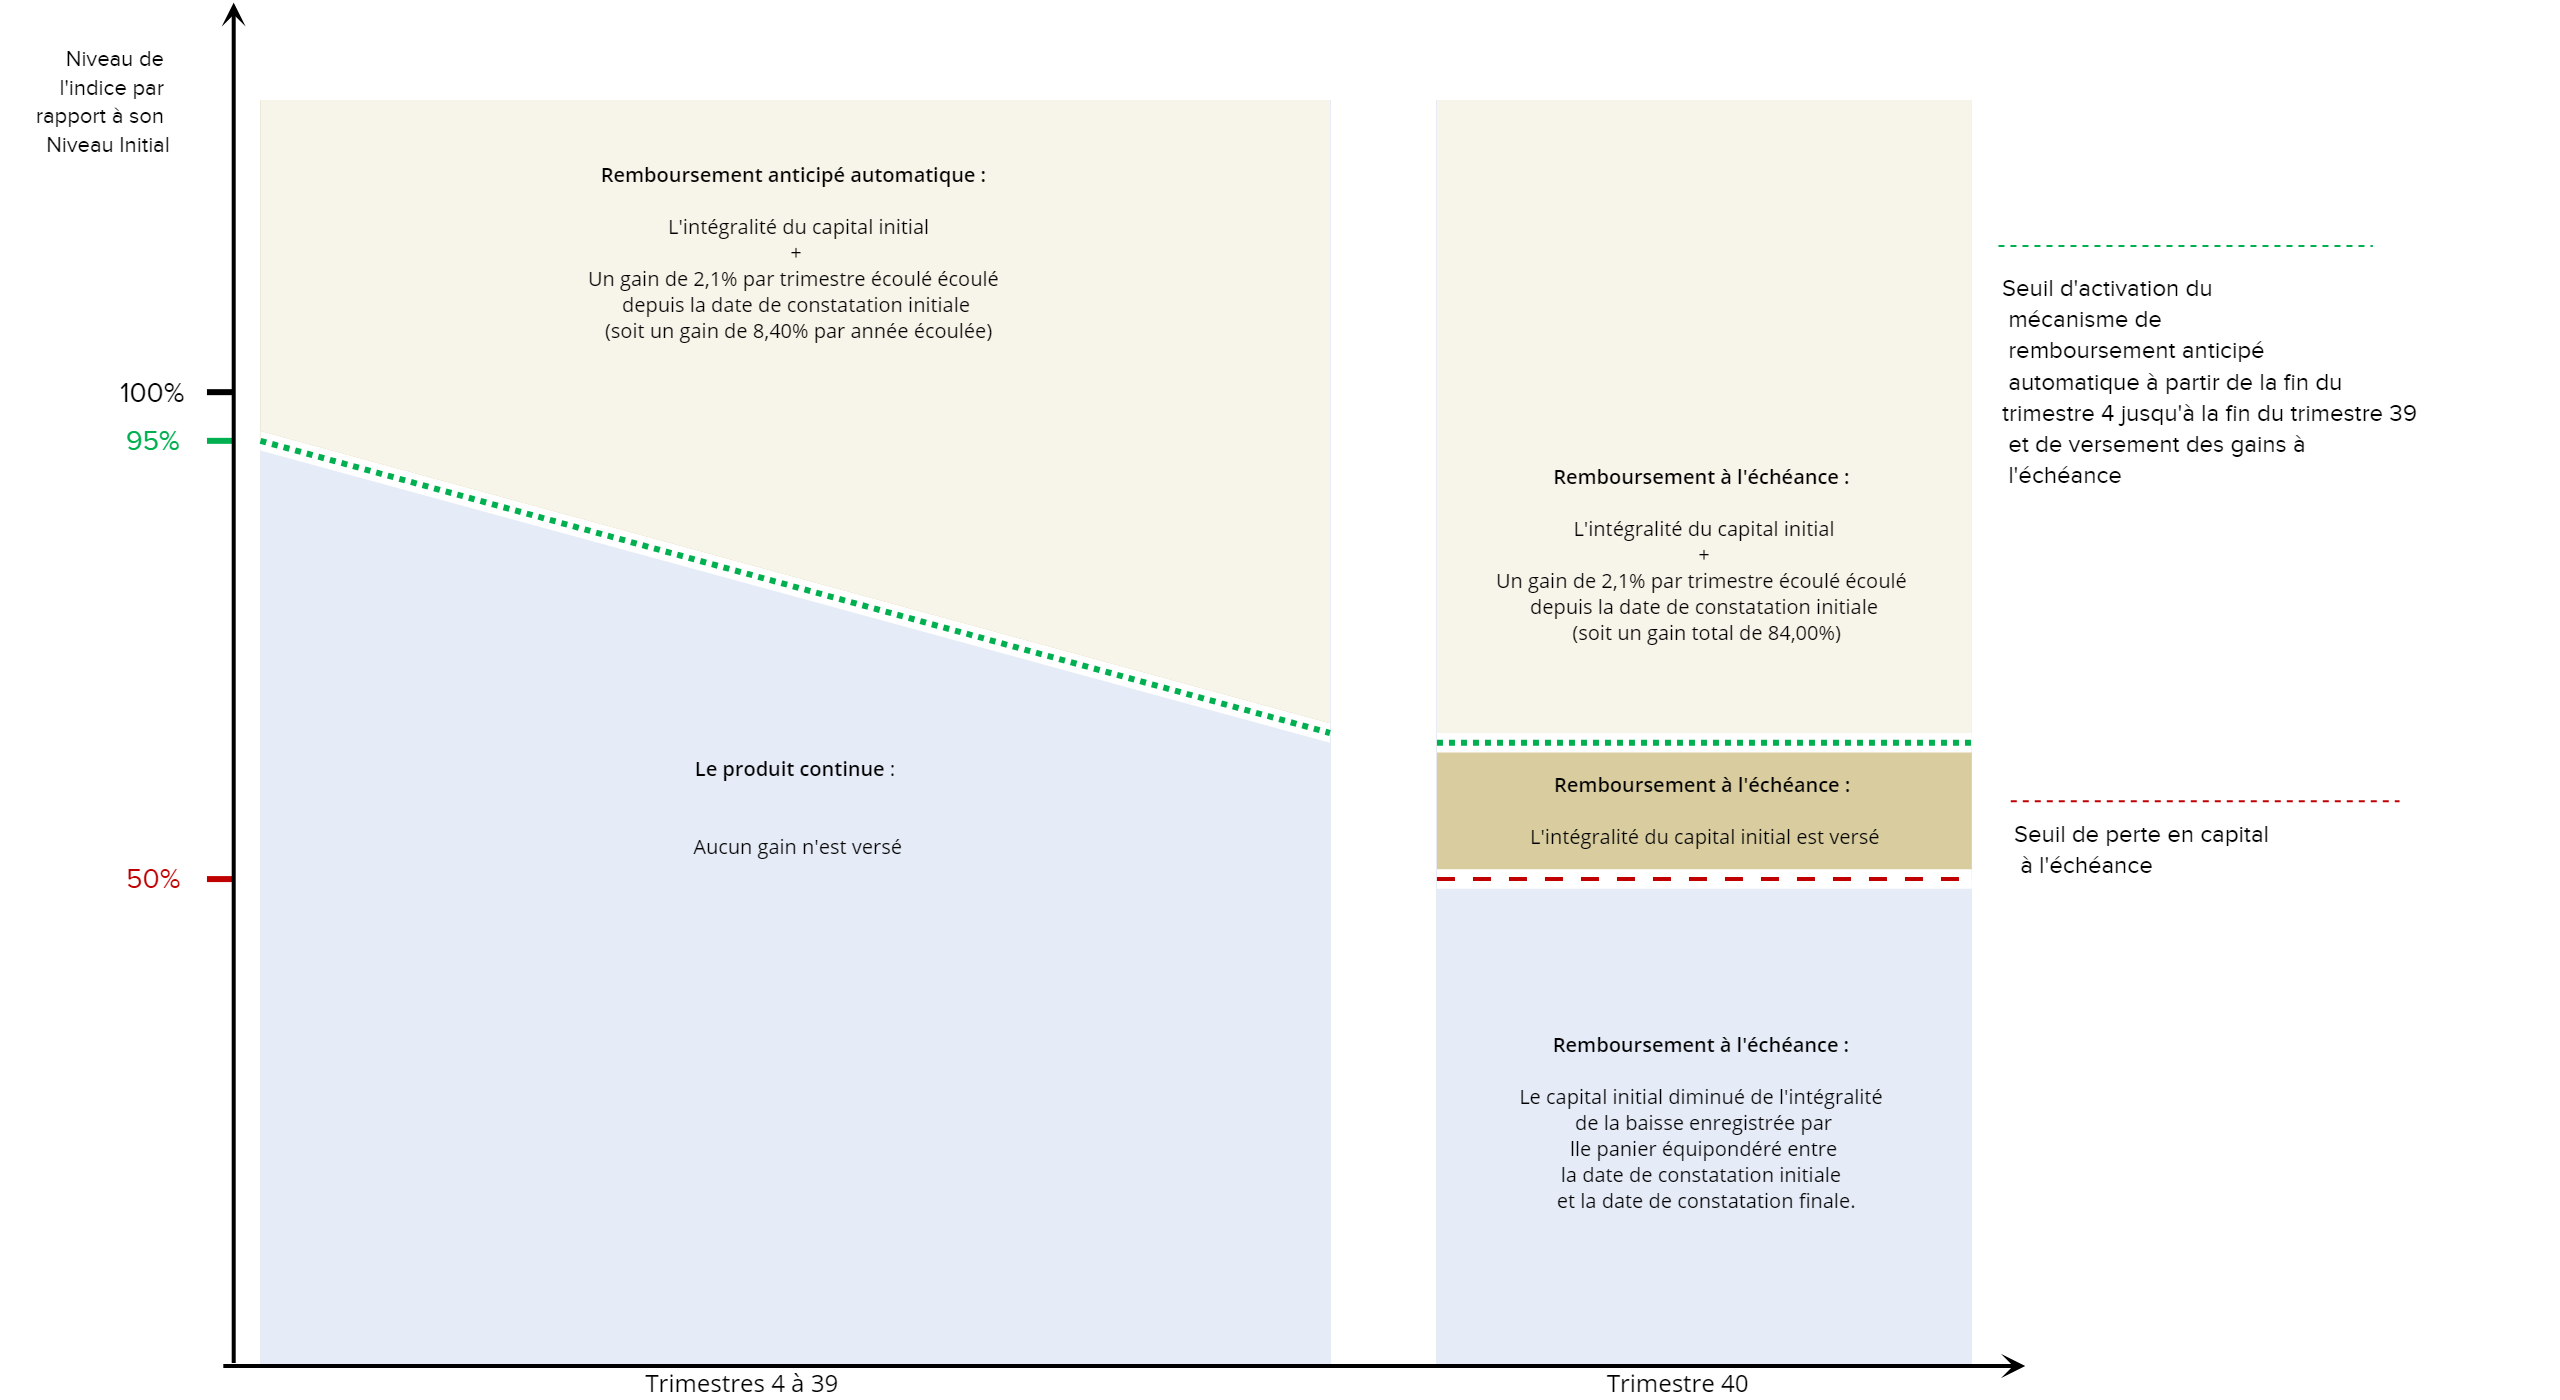 Niveau de
l'indice par
rapport à son
Niveau Initial
Remboursement anticipé automatique :
L'intégralité du capital initial
+
Un gain de 2,1% par trimestre écoulé écoulé
depuis la date de constatation initiale
(soit un gain de 8,40% par année écoulée)
100%
95%
50%
Le produit continue :
Aucun gain n'est versé
Remboursement à l'échéance :
L'intégralité du capital initial
+
Un gain de 2,1% par trimestre écoulé écoulé
depuis la date de constatation initiale
(soit un gain total de 84,00%)
Remboursement à l'échéance :
L'intégralité du capital initial est versé
Remboursement à l'échéance :
Le capital initial diminué de l'intégralité
de la baisse enregistrée par
lle panier équipondéré entre
la date de constatation initiale
et la date de constatation finale.
Seuil d'activation du
mécanisme de
remboursement anticipé
automatique à partir de la fin du
trimestre 4 jusqu'à la fin du trimestre 39
et de versement des gains à
l'échéance
Seuil de perte en capital
à l'échéance
Trimestres 4 à 39
Trimestre 40